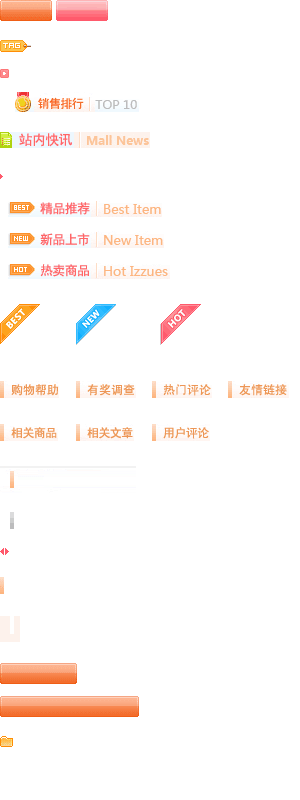 TAG
销售排行 TOP 10
站内快讯 Mall News
BEST 精品推荐 Best Item
NEW 新品上市 New Item
HOT 热卖商品 Hot Izzues
BEST NEW HOT
购物帮助 有奖调查 热门评论 友情链接
相关商品 相关文章 用户评论